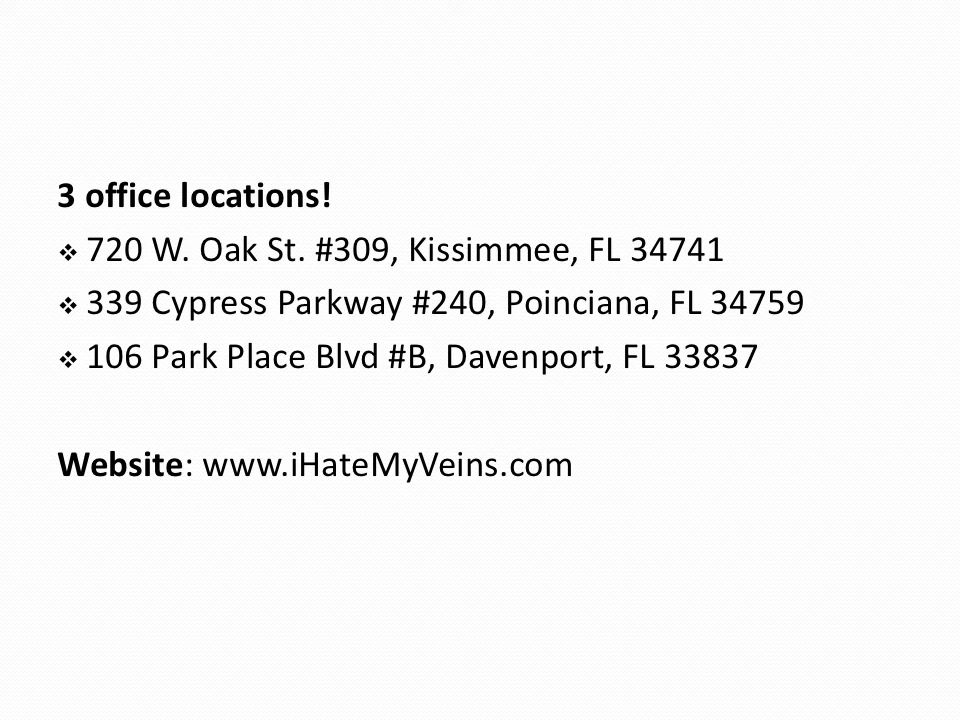 3 office locations!
❖ 720 W. Oak St. #309, Kissimmee, FL 34741
❖ 339 Cypress Parkway #240, Poinciana, FL 34759
❖ 106 Park Place Blvd #B, Davenport, FL 33837
Website: www.iHateMyVeins.com